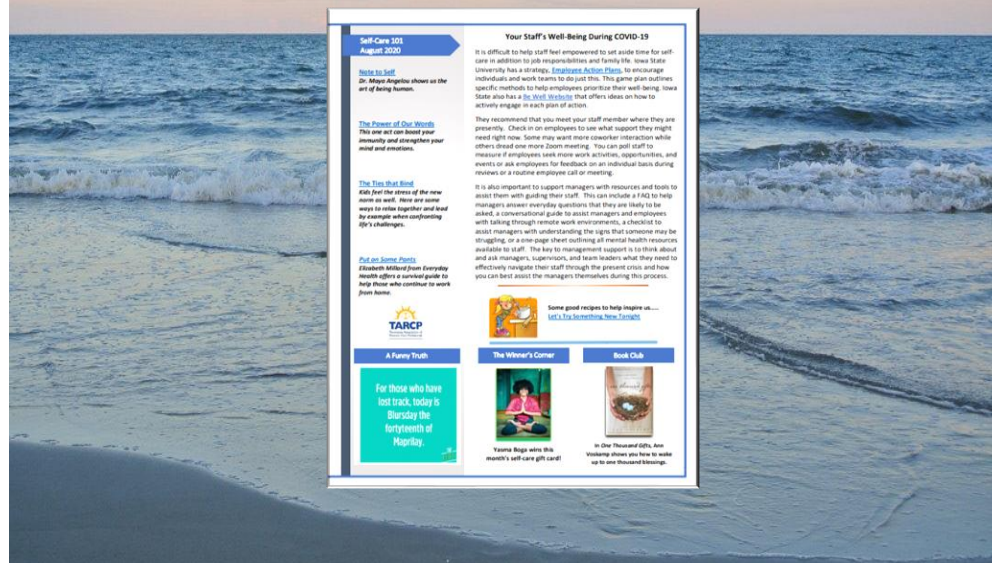 Self-Care 101
August 2020
Note to Self
Dr. Maya Angelou shows us the
art of being human.
The Power of Our Words
This one act can boost your
immunity and strengthen your
mind and emotions.
The Ties that Bind
Kids feel the stress of the new
norm as well. Here are some
ways to relax together and lead
by example when confronting
life's challenges.
Put on Some Pants
Elizabeth Millard from Everyday
Health offers a survival guide to
help those who continue to work
from home.
TARCP
Your Staff's Well-Being During COVID-19
It is difficult to help staff feel empowered to set aside time for self-
care in addition to job responsibilities and family life. Iowa State
University has a strategy, Employee Action Plans, to encourage
individuals and work teams to do just this. This game plan outlines
specific methods to help employees prioritize their well-being. Iowa
State also has a Be Well Website that offers ideas on how to
actively engage in each plan of action.
They recommend that you meet your staff member where they are
presently. Check in on employees to see what support they might
need right now. Some may want more coworker interaction while
others dread one more Zoom meeting. You can poll staff to
measure if employees seek more work activities, opportunities, and
events or ask employees for feedback on an individual basis during
reviews or a routine employee call or meeting.
It is also important to support managers with resources and tools to
assist them with guiding their staff. This can include a FAQ to help
managers answer everyday questions that they are likely to be
asked, a conversational guide to assist managers and employees
with talking through remote work environments, a checklist to
assist managers with understanding the signs that someone may be
struggling, or a one-page sheet outlining all mental health resources
available to staff. The key to management support is to think about
and ask managers, supervisors, and team leaders what they need to
effectively navigate their staff through the present crisis and how
you can best assist the managers themselves during this process.
Some good recipes to help inspire us.....
Let's Try Something New Tonight
A Funny Truth
For those who have
lost track, today is
Blursday the
fortyteenth of
Maprilay.
The Winner's Corner
Yasma Boga wins this
month's self-care gift card!
Book Club
In One Thousand Gifts, Ann
Voskamp shows you how to wake
up to one thousand blessings.